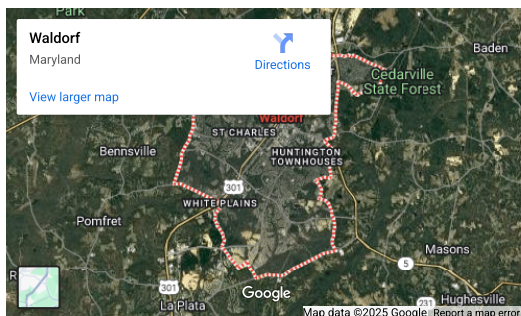 Park
Waldorf
Maryland
Directions
View larger map
Baden
Cedarville
State Forest
Waldorf
ST CHARLES
Bennsville
HUNTINGTON
TOWNHOUSES
301
WHITE PLAINS
Pomfret
Masons
5
R
301
La Plata
Google
231
Hughesville
Map data ©2025 Google
Report a map error